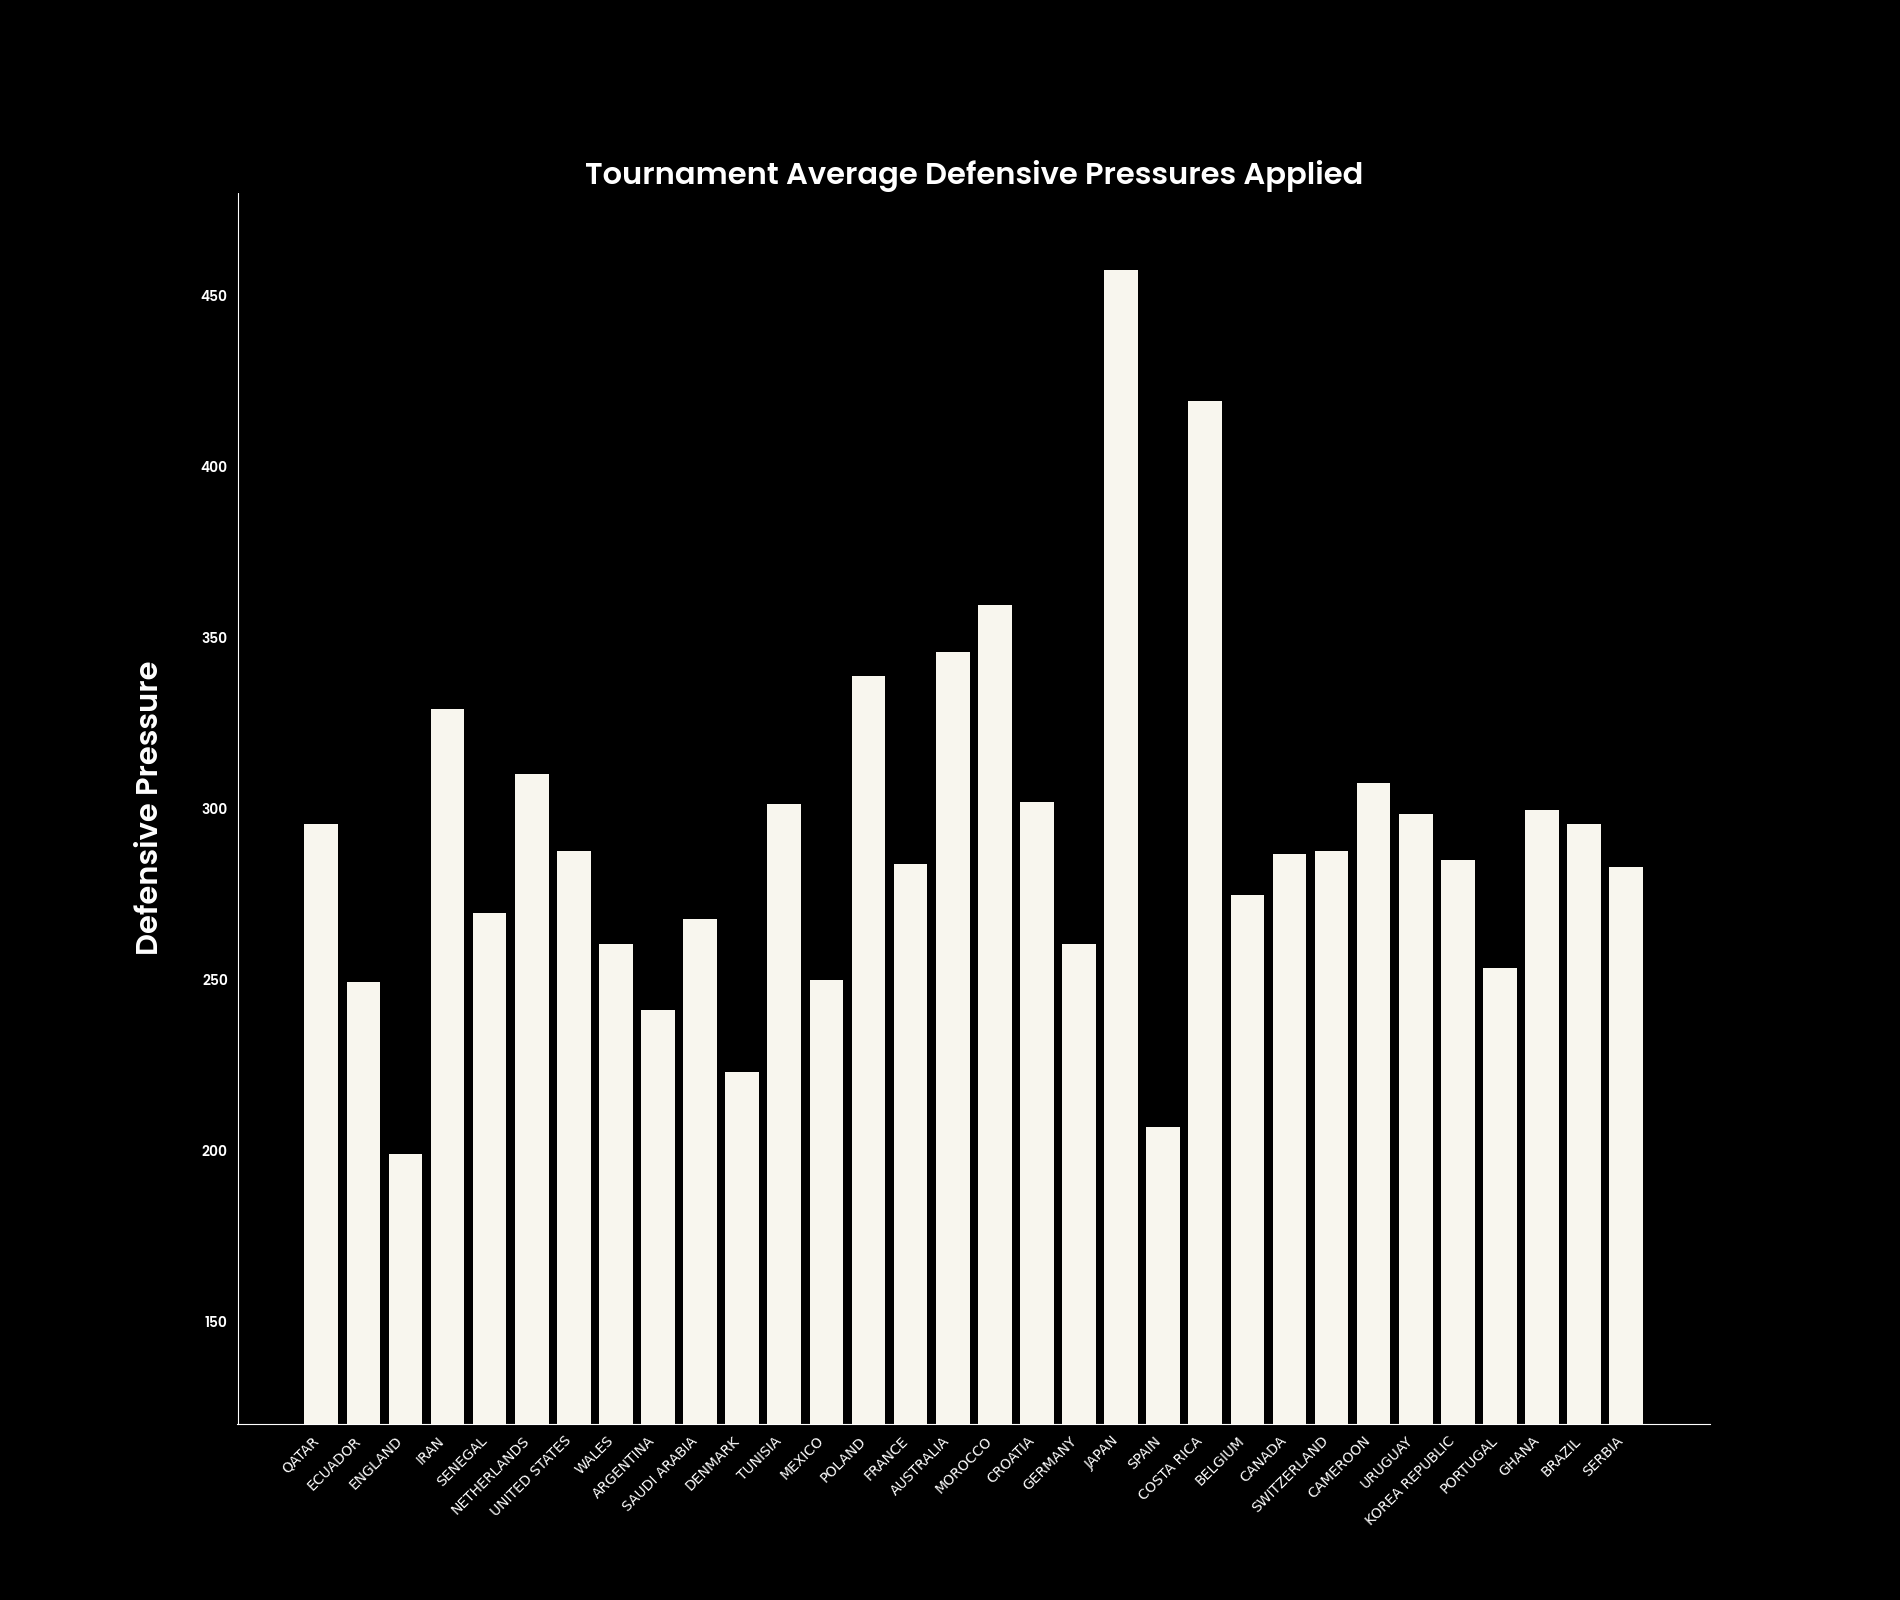 Tournament Average Defensive Pressures Applied
Defensive Pressure
450
400
350
300
250
200
150
QATAR
ECUADOR
ENGLAND
IRAN
SENEGAL
NETHERLANDS
UNITED STATES
WALES
ARGENTINA
SAUDI ARABIA
DENMARK
TUNISIA
MEXICO
POLAND
FRANCE
AUSTRALIA
MOROCCO
CROATIA
GERMANY
JAPAN
SPAIN
COSTA RICA
BELGIUM
CANADA
SWITZERLAND
CAMEROON
URUGUAY
KOREA REPUBLIC
PORTUGAL
GHANA
BRAZIL
SERBIA